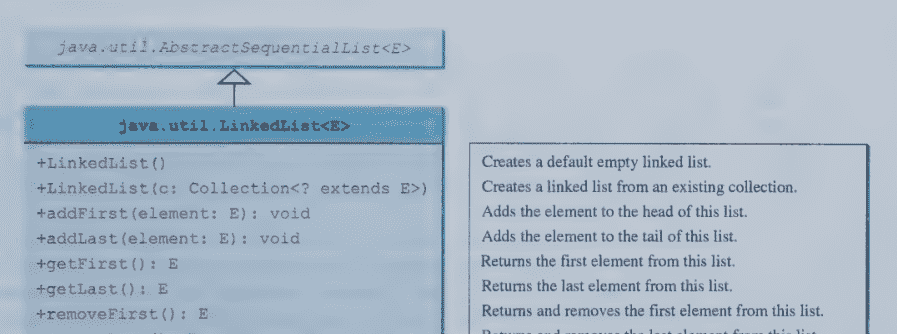 java.util.AbstractSequentialList<E>
java.util.LinkedList<E>
+LinkedList()
+LinkedList(c: Collection<? extends E>)
+addFirst(element: E): void
+addLast(element: E): void
+getFirst(): E
+getLast(): E
+removeFirst(): E
Creates a default empty linked list.
Creates a linked list from an existing collection.
Adds the element to the head of this list.
Adds the element to the tail of this list.
Returns the first element from this list.
Returns the last element from this list.
Returns and removes the first element from this list.